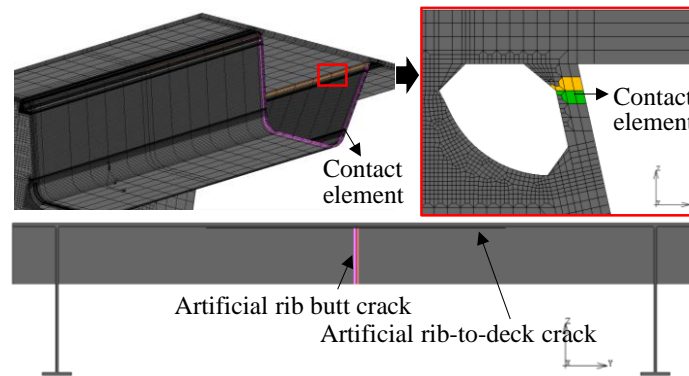 Contact
element
Contact
element
Z
Artificial rib butt crack
Artificial rib-to-deck crack
Z
Y